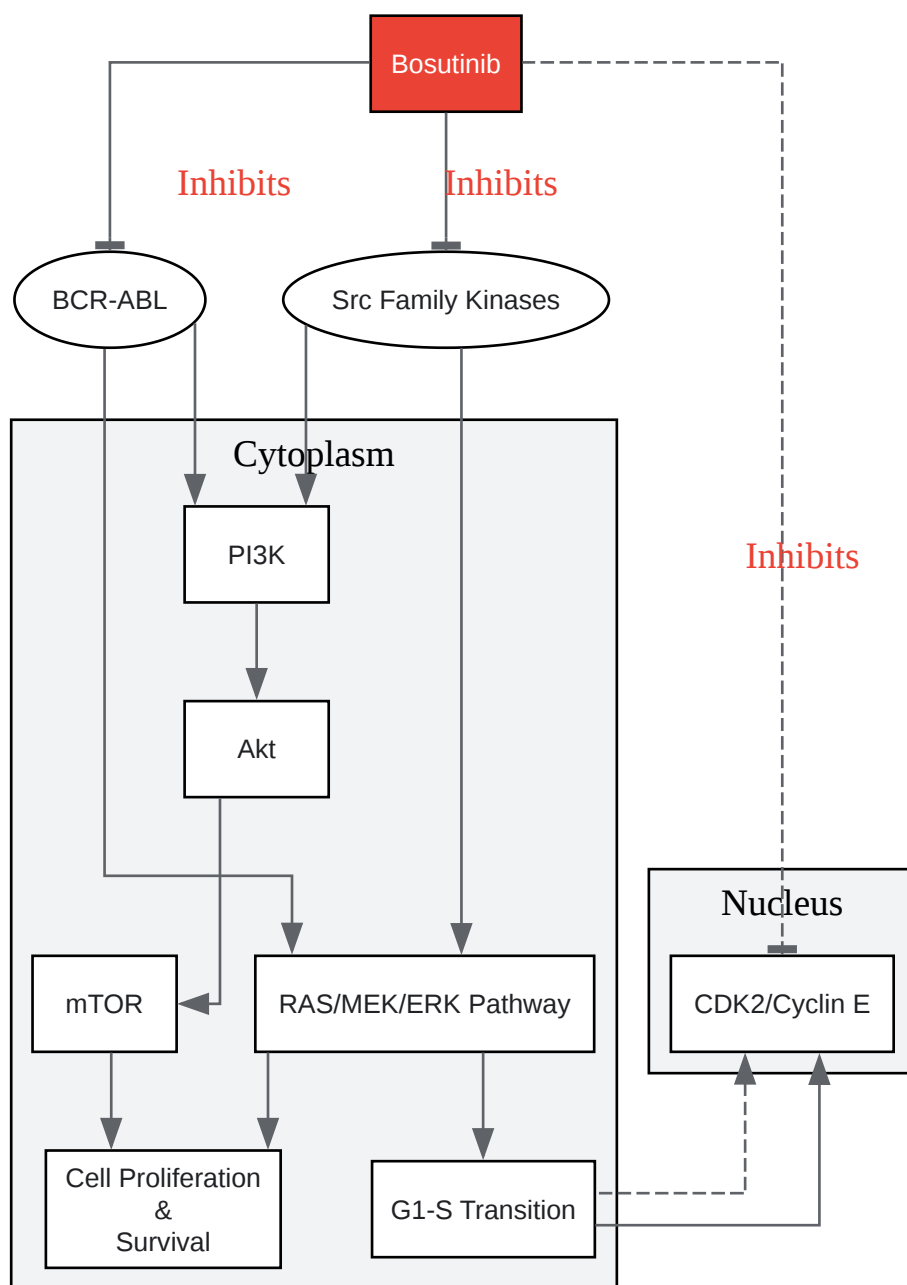 Bosutinib
Inhibits
Inhibits
BCR-ABL
Src Family Kinases
Cytoplasm
PI3K
Inhibits
Akt
Nucleus
mTOR
RAS/MEK/ERK Pathway
CDK2/Cyclin E
Cell Proliferation
&
Survival
G1-S Transition